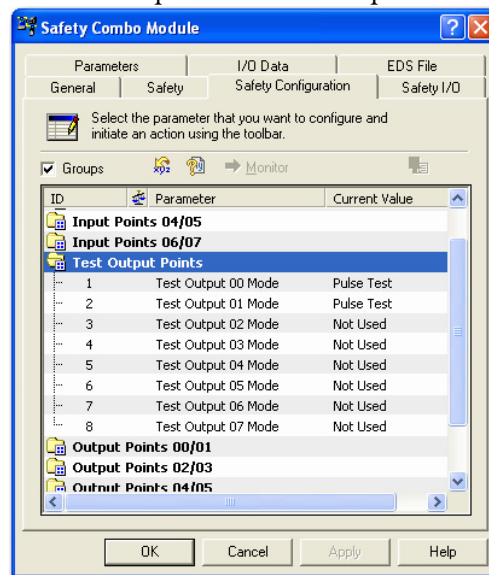 Safety Combo Module
Parameters I/O Data EDS File
General Safety Safety Configuration Safety I/O
Select the parameter that you want to configure and
initiate an action using the toolbar.
Groups Monitor
ID Parameter Current Value
Input Points 04/05
Input Points 06/07
Test Output Points
1 Test Output 00 Mode Pulse Test
2 Test Output 01 Mode Pulse Test
3 Test Output 02 Mode Not Used
4 Test Output 03 Mode Not Used
5 Test Output 04 Mode Not Used
6 Test Output 05 Mode Not Used
7 Test Output 06 Mode Not Used
8 Test Output 07 Mode Not Used
Output Points 00/01
Output Points 02/03
Output Points 04/05
OK Cancel Apply Help